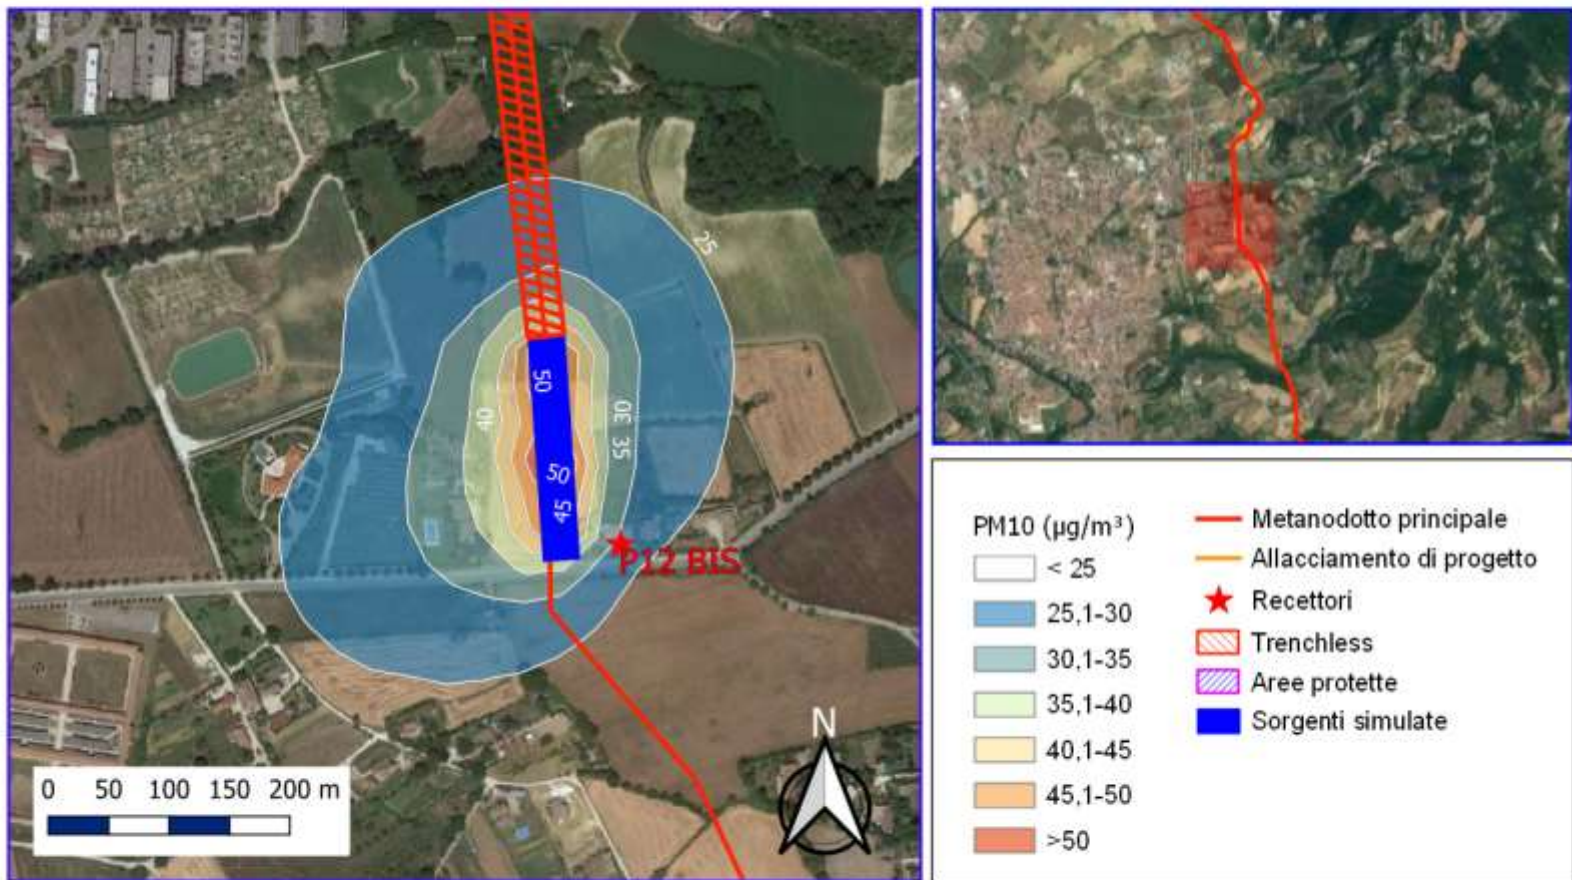 25
50
40
30
35
50
45
P12 BIS
0 50 100 150 200 m
N
PM10 (µg/m³)
< 25
25,1-30
30,1-35
35,1-40
40,1-45
45,1-50
>50
Metanodotto principale
Allacciamento di progetto
Recettori
Trenchless
Aree protette
Sorgenti simulate